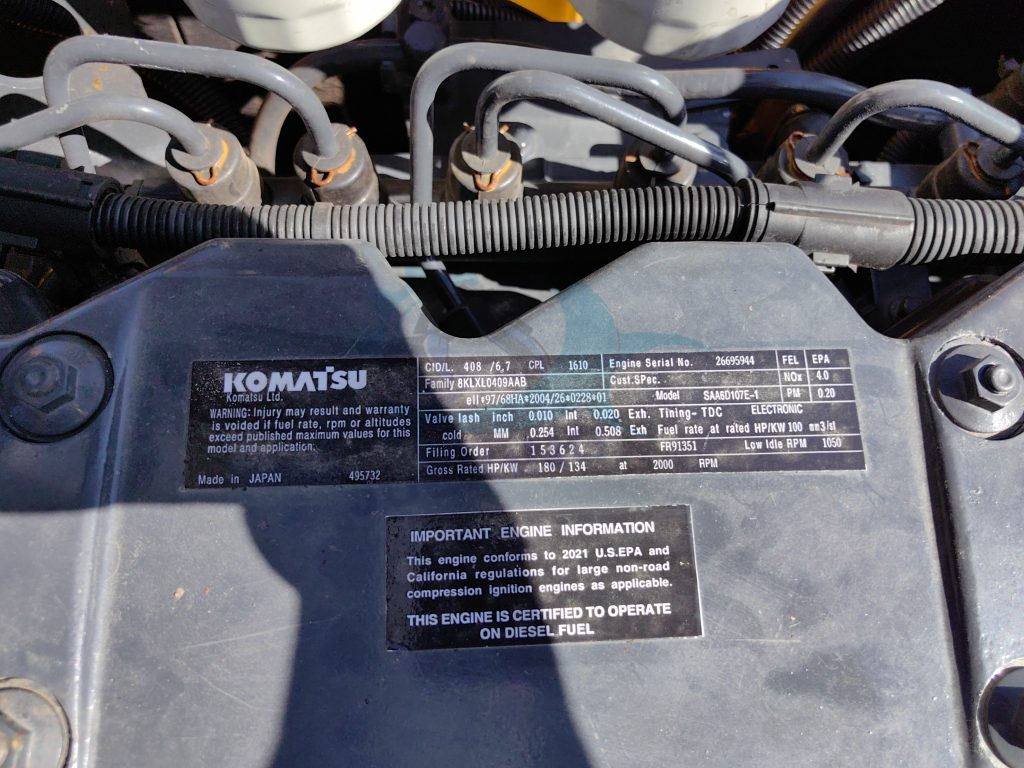 KOMATSU
Komatsu Ltd.
WARNING: Injury may result and warranty
is voided if fuel rate, rpm or altitudes
exceed published maximum values for this
model and application.
Made in JAPAN 495732
CID/L. 408 /6,7 CPL 1610 Engine Serial No. 26695944 FEL EPA
Family 8KLXL0409AAB Cust.SPec. NOx 4.0
e11*97/68HA*2004/26*0228*01 Model SAA6D107E-1 PM 0.20
Valve lash inch 0.010 Int 0.020 Exh. Timing- TDC ELECTRONIC
cold MM 0.254 Int 0.508 Exh Fuel rate at rated HP/KW 100 mm3/st
Filing Order 1 5 3 6 2 4 FR91351 Low Idle RPM 1050
Gross Rated HP/KW 180 / 134 at 2000 RPM
IMPORTANT ENGINE INFORMATION
This engine conforms to 2021 U.S.EPA and
California regulations for large non-road
compression ignition engines as applicable.
THIS ENGINE IS CERTIFIED TO OPERATE
ON DIESEL FUEL